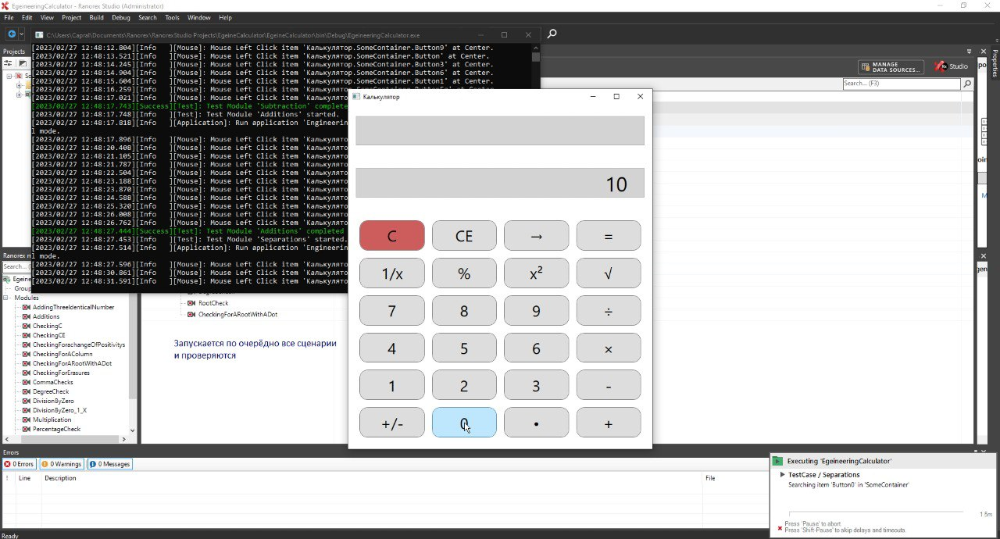 EgeineeringCalculator - Ranorex Studio (Administrator)
File Edit View Project Build Debug Search Tools Window Help
C:\Users\Capral\Documents\Ranorex\RanorexStudio Projects\EgeineCalculator\EgeineCalculator\bin\Debug\EgeineeringCalculator.exe
Projects
[2023/02/27 12:48:12.804][Info ][Mouse]: Mouse Left Click item 'Калькулятор.SomeContainer.Button9' at Center.
[2023/02/27 12:48:13.521][Info ][Mouse]: Mouse Left Click item 'Калькулятор.SomeContainer.Button' at Center.
[2023/02/27 12:48:14.245][Info ][Mouse]: Mouse Left Click item 'Калькулятор.SomeContainer.Button3' at Center.
[2023/02/27 12:48:14.904][Info ][Mouse]: Mouse Left Click item 'Калькулятор.SomeContainer.Button6' at Center.
[2023/02/27 12:48:15.604][Info ][Mouse]: Mouse Left Click item 'Калькулятор.SomeContainer.Button1' at Center.
[2023/02/27 12:48:16.259][Info ][Mouse]: Mouse Left Click item
[2023/02/27 12:48:17.021][Info ][Mouse]: Mouse Left Click item 'Калькулято
[2023/02/27 12:48:17.743][Success][Test]: Test Module 'Subtraction' complete
[2023/02/27 12:48:17.748][Info ][Test]: Test Module 'Additions' started.
[2023/02/27 12:48:17.818][Info ][Application]: Run application 'Engineerin
l mode.
[2023/02/27 12:48:17.896][Info ][Mouse]: Mouse Left Click item 'Калькулято
[2023/02/27 12:48:20.408][Info ][Mouse]: Mouse Left Click item 'Калькулято
[2023/02/27 12:48:21.105][Info ][Mouse]: Mouse Left Click item 'Калькулято
[2023/02/27 12:48:21.787][Info ][Mouse]: Mouse Left Click item 'Калькулято
[2023/02/27 12:48:22.504][Info ][Mouse]: Mouse Left Click item 'Калькулято
[2023/02/27 12:48:23.188][Info ][Mouse]: Mouse Left Click item 'Калькулято
[2023/02/27 12:48:23.870][Info ][Mouse]: Mouse Left Click item 'Калькулято
[2023/02/27 12:48:24.588][Info ][Mouse]: Mouse Left Click item 'Калькулято
[2023/02/27 12:48:25.320][Info ][Mouse]: Mouse Left Click item 'Калькулято
[2023/02/27 12:48:26.008][Info ][Mouse]: Mouse Left Click item 'Калькулято
[2023/02/27 12:48:26.762][Info ][Mouse]: Mouse Left Click item 'Калькулято
[2023/02/27 12:48:27.444][Success][Test]: Test Module 'Additions' completed
[2023/02/27 12:48:27.453][Info ][Test]: Test Module 'Separations' started.
[2023/02/27 12:48:27.514][Info ][Application]: Run application 'Engineerin
l mode.
[2023/02/27 12:48:27.596][Info ][Mouse]: Mouse Left Click item 'Калькулято
[2023/02/27 12:48:30.861][Info ][Mouse]: Mouse Left Click item 'Калькулято
[2023/02/27 12:48:31.591][Info ][Mouse]: Mouse Left Click item 'Калькулято
MANAGE
DATA SOURCES...
Studio
Search... (F3)
Properties
Калькулятор
10
C CE → =
1/x % x² √
7 8 9 ÷
4 5 6 ×
1 2 3 -
+/- 0 • +
Ranorex
Search...
Egeine
Group
Modules
AddingThreeIdenticalNumber
Additions
CheckingC
CheckingCE
CheckingForachangeOfPositivitys
CheckingForAColumn
CheckingForARootWithADot
CheckingForErasures
CommaChecks
DegreeCheck
DivisionByZero
DivisionByZero_1_X
Multiplication
PercentageCheck
RootCheck
CheckingForARootWithADot
Запускается по очерёдно все сценарии
и проверяются
Errors
0 Errors 0 Warnings 0 Messages
! Line Description File
Executing 'EgeineeringCalculator'
TestCase / Separations
Searching item 'Button0' in 'SomeContainer'
1.5m
Press 'Pause' to abort
Press 'Shift-Pause' to skip delays and timeouts.
Ready